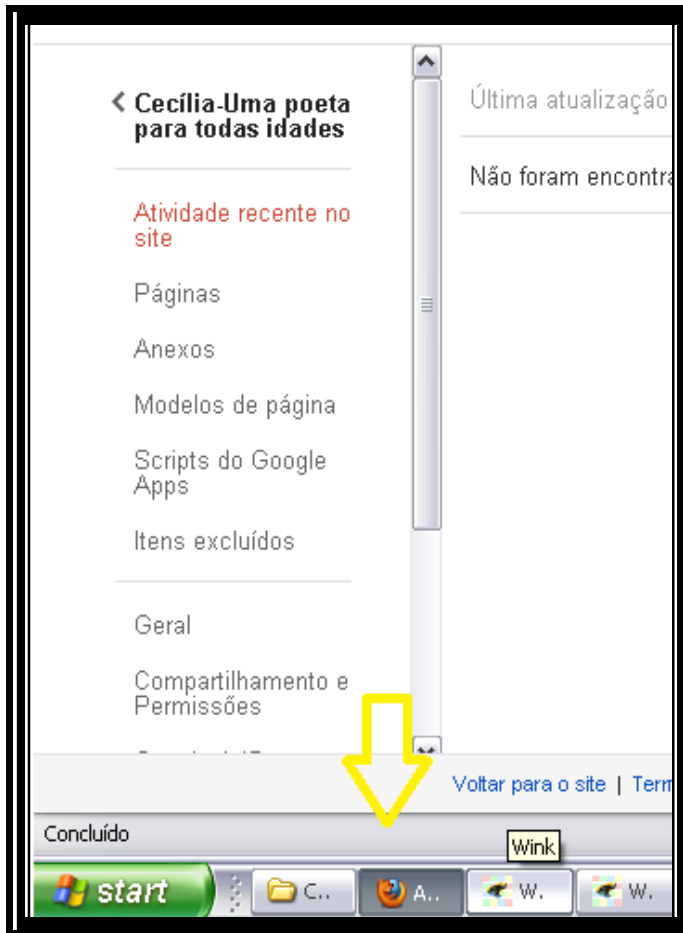 Cecília-Uma poeta
para todas idades
Atividade recente no
site
Páginas
Anexos
Modelos de página
Scripts do Google
Apps
Itens excluídos
Geral
Compartilhamento e
Permissões
Última atualização
Não foram encontra
Voltar para o site | Term
Concluído
Wink
start C.. A.. W. W.